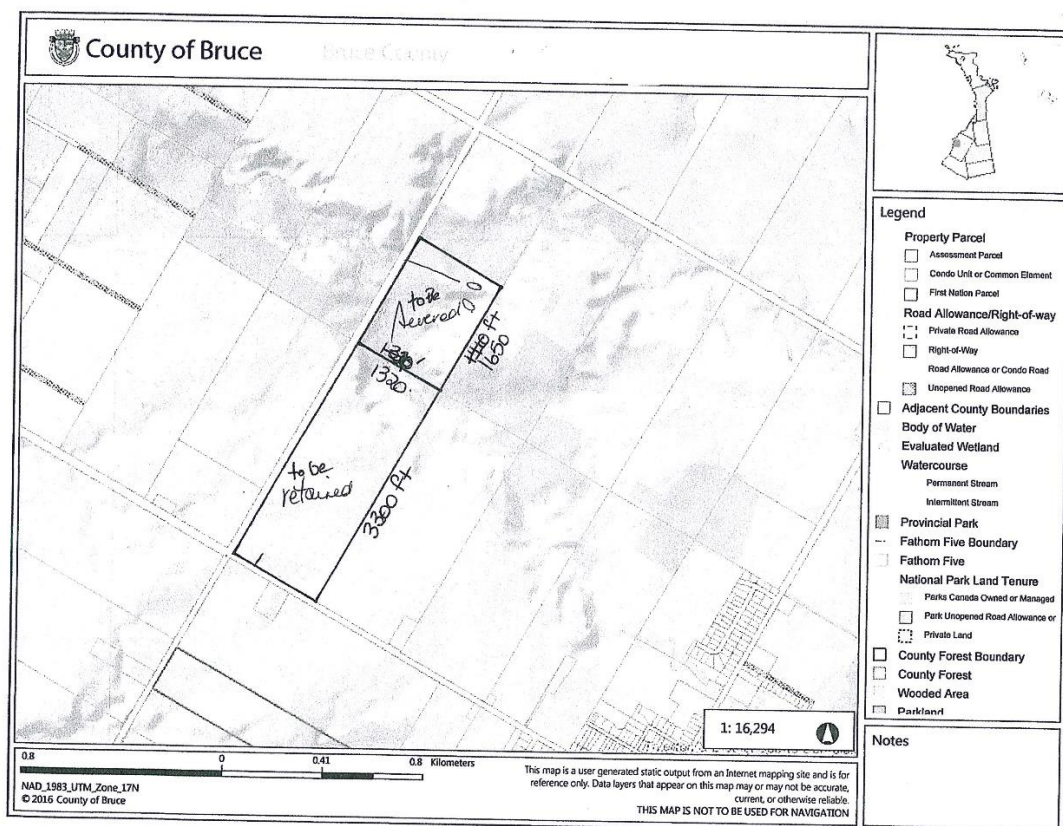 County of Bruce
Bruce County
to be
severed
1320
1320.
1650
to be
retained
3300 ft
1: 16,294
Legend
Property Parcel
Assessment Parcel
Condo Unit or Common Element
First Nation Parcel
Road Allowance/Right-of-way
Private Road Allowance
Right-of-Way
Road Allowance or Condo Road
Unopened Road Allowance
Adjacent County Boundaries
Body of Water
Evaluated Wetland
Watercourse
Permanent Stream
Intermittent Stream
Provincial Park
Fathom Five Boundary
Fathom Five
National Park Land Tenure
Parks Canada Owned or Managed
Park Unopened Road Allowance or
Private Land
County Forest Boundary
County Forest
Wooded Area
Parkland
Notes
0.8 0 0.41 0.8 Kilometers
NAD_1983_UTM_Zone_17N
© 2016 County of Bruce
This map is a user generated static output from an Internet mapping site and is for
reference only. Data layers that appear on this map may or may not be accurate,
current, or otherwise reliable.
THIS MAP IS NOT TO BE USED FOR NAVIGATION